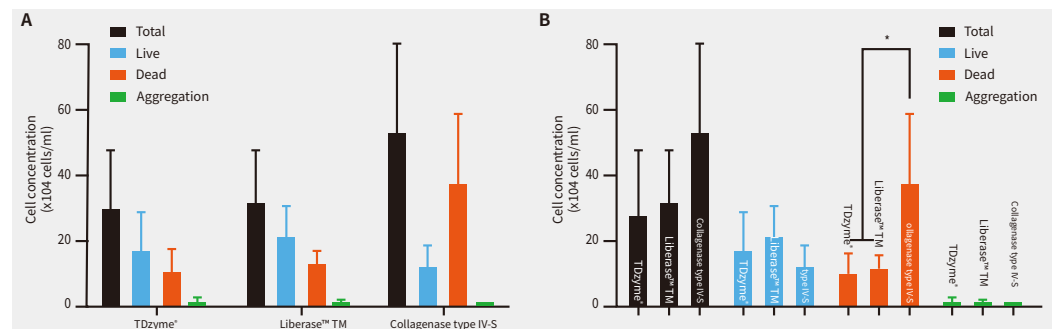 A
Total
Live
Dead
Aggregation
80
60
40
20
0
Cell concentration
(x104 cells/ml)
TDzyme®
Liberase™ TM
Collagenase type IV-S
B
Total
Live
Dead
Aggregation
80
60
40
20
0
Cell concentration
(x104 cells/ml)
*
TDzyme®
Liberase™ TM
Collagenase type IV-S
TDzyme®
Liberase™ TM
type IV-S
TDzyme®
Liberase™ TM
ollagenase type IV-S
TDzyme®
Liberase™ TM
Collagenase type IV-S